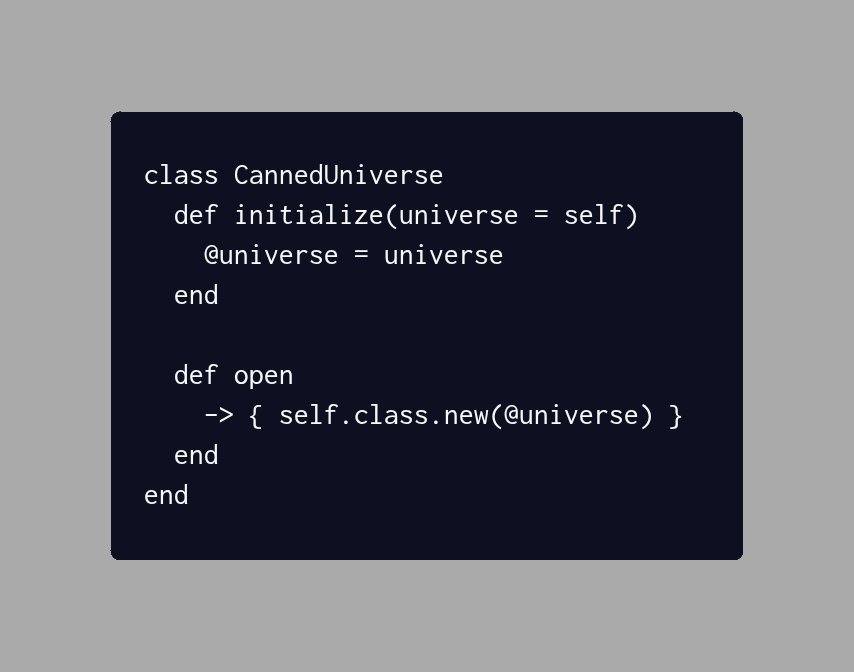 class CannedUniverse
  def initialize(universe = self)
    @universe = universe
  end

  def open
    -> { self.class.new(@universe) }
  end
end